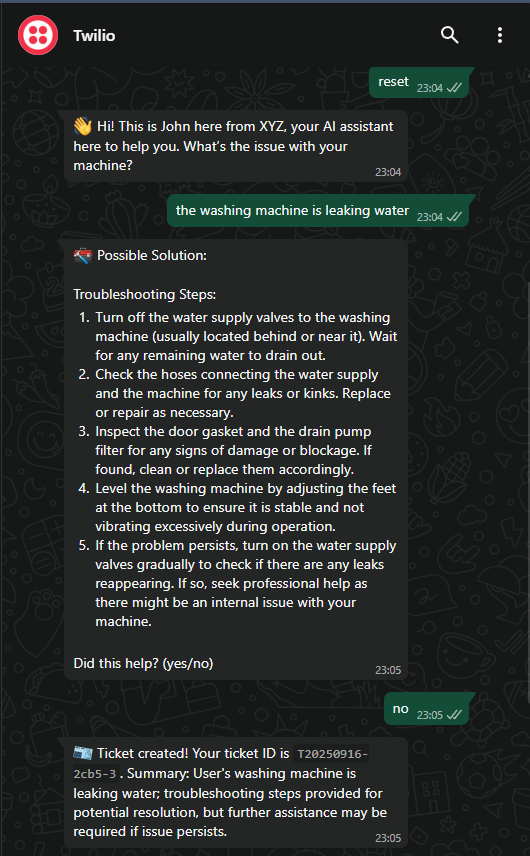 Twilio
reset
23:04
👋 Hi! This is John here from XYZ, your AI assistant
here to help you. What’s the issue with your
machine?
23:04
the washing machine is leaking water
23:04
🧰 Possible Solution:
Troubleshooting Steps:
1. Turn off the water supply valves to the washing
machine (usually located behind or near it). Wait
for any remaining water to drain out.
2. Check the hoses connecting the water supply
and the machine for any leaks or kinks. Replace
or repair as necessary.
3. Inspect the door gasket and the drain pump
filter for any signs of damage or blockage. If
found, clean or replace them accordingly.
4. Level the washing machine by adjusting the feet
at the bottom to ensure it is stable and not
vibrating excessively during operation.
5. If the problem persists, turn on the water supply
valves gradually to check if there are any leaks
reappearing. If so, seek professional help as
there might be an internal issue with your
machine.
Did this help? (yes/no)
23:05
no
23:05
🎫 Ticket created! Your ticket ID is T20250916-
2cb5-3 . Summary: User's washing machine is
leaking water; troubleshooting steps provided for
potential resolution, but further assistance may be
required if issue persists.
23:05